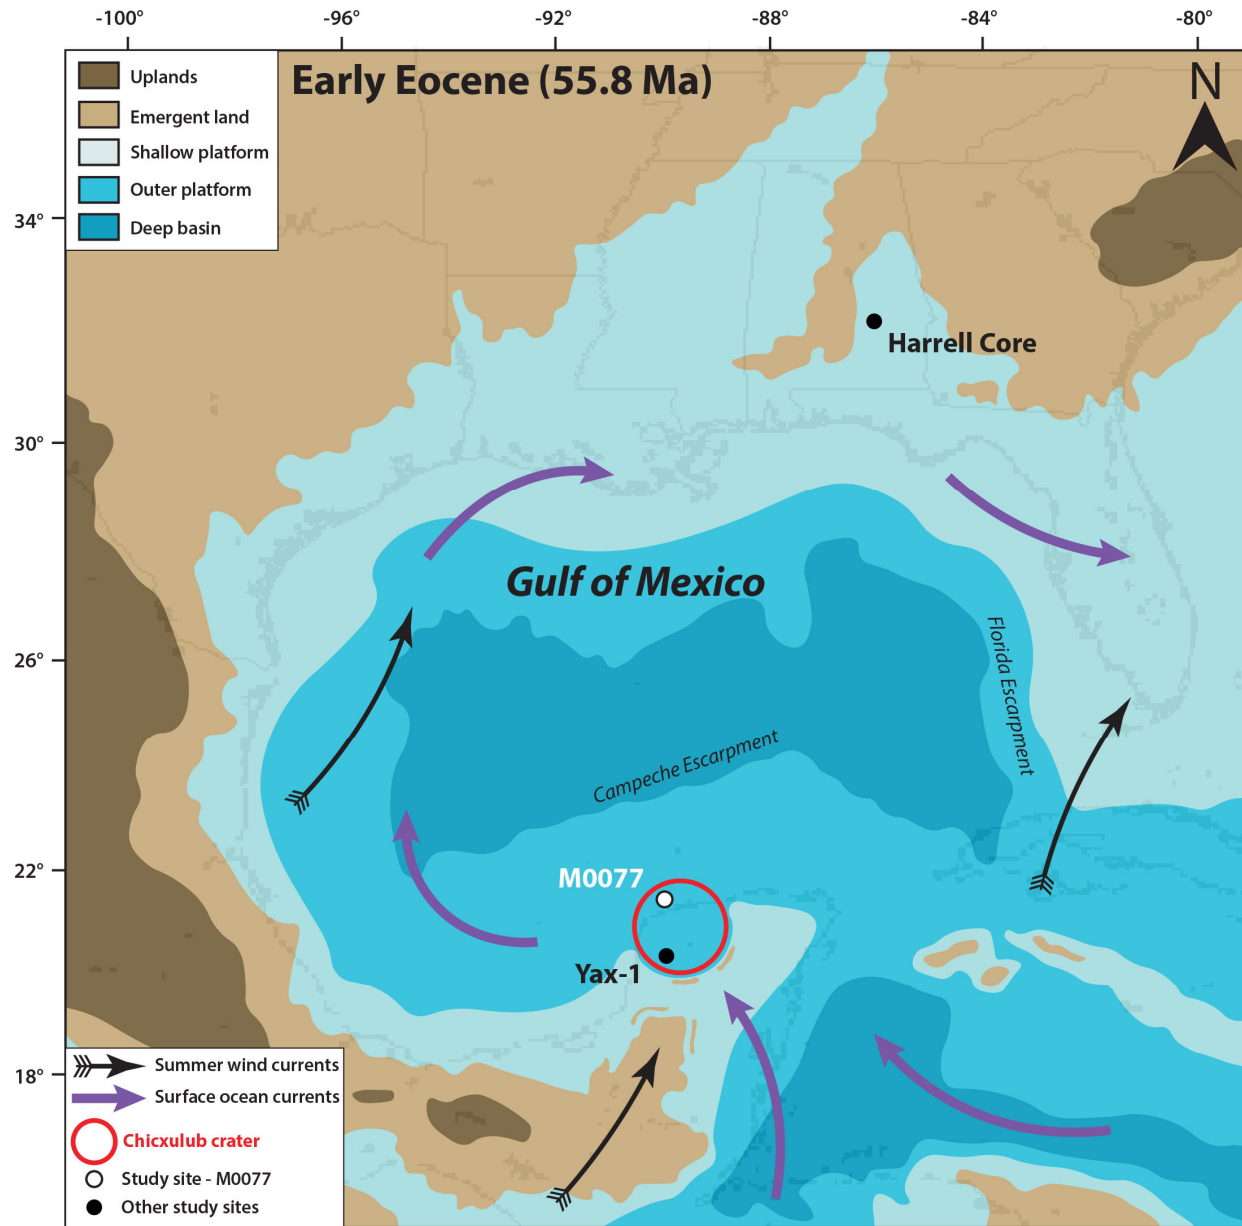 -100° -96° -92° -88° -84° -80°
Early Eocene (55.8 Ma)
N
Uplands
Emergent land
Shallow platform
Outer platform
Deep basin
34°
Harrell Core
30°
Gulf of Mexico
26°
Florida Escarpment
Campeche Escarpment
22°
M0077
Yax-1
18°
Summer wind currents
Surface ocean currents
Chicxulub crater
Study site - M0077
Other study sites